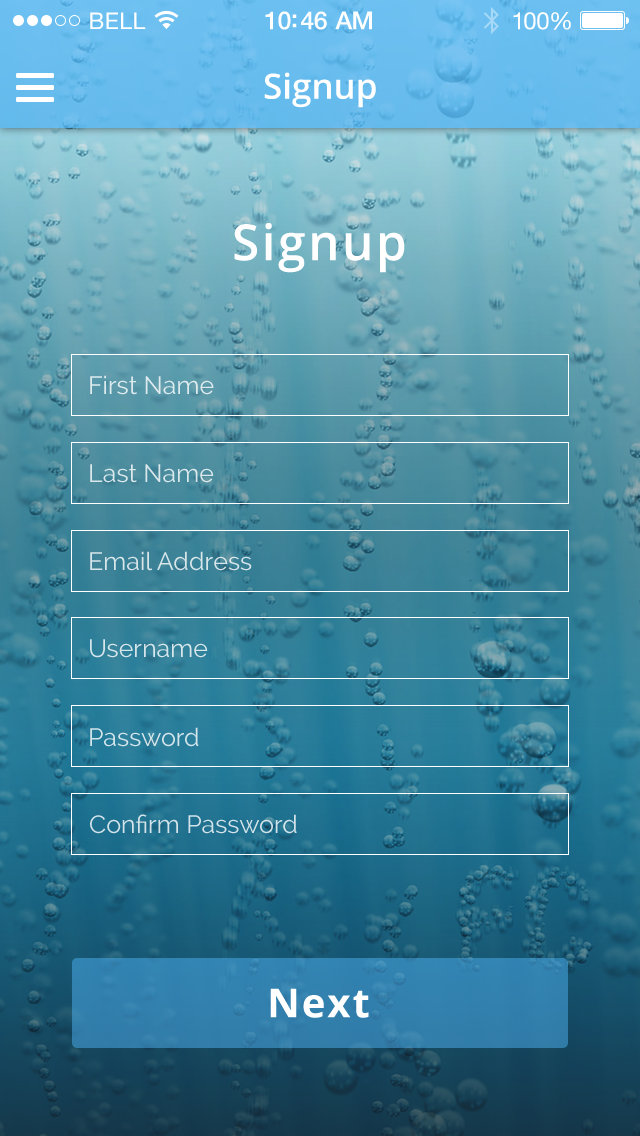 BELL 10:46 AM 100%
Signup
Signup
First Name
Last Name
Email Address
Username
Password
Confirm Password
Next